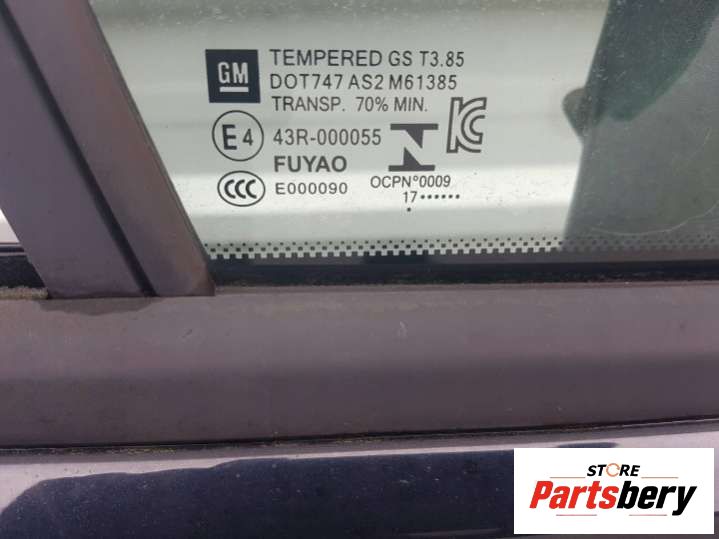 GM
TEMPERED GS T3.85
DOT747 AS2 M61385
TRANSP. 70% MIN.
E4
43R-000055
FUYAO
CCC
E000090
N
OCPN°0009
17••••••
•
KC
STORE
Partsbery